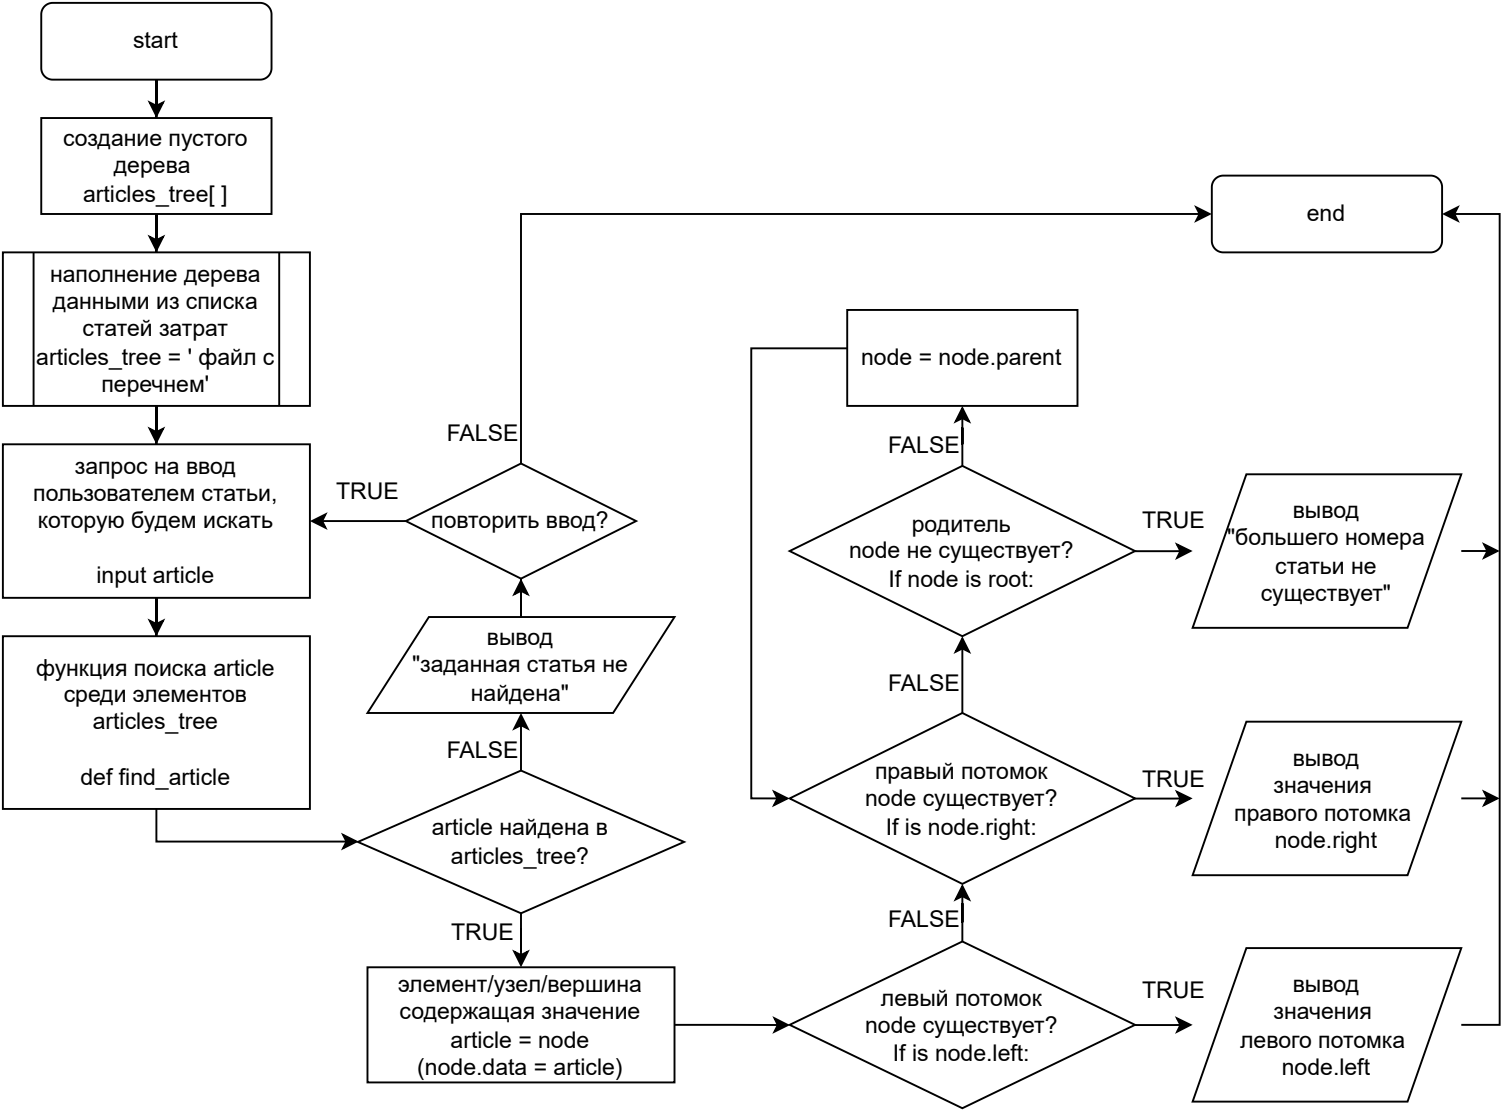 start
создание пустого
дерева
articles_tree[ ]
наполнение дерева
данными из списка
статей затрат
articles_tree = ' файл с
перечнем'
запрос на ввод
пользователем статьи,
которую будем искать
input article
функция поиска article
среди элементов
articles_tree
def find_article
FALSE
TRUE
повторить ввод?
вывод
"заданная статья не
найдена"
FALSE
article найдена в
articles_tree?
TRUE
элемент/узел/вершина
содержащая значение
article = node
(node.data = article)
end
node = node.parent
FALSE
родитель
node не существует?
If node is root:
TRUE
вывод
"большего номера
статьи не
существует"
FALSE
правый потомок
node существует?
If is node.right:
TRUE
вывод
значения
правого потомка
node.right
FALSE
левый потомок
node существует?
If is node.left:
TRUE
вывод
значения
левого потомка
node.left